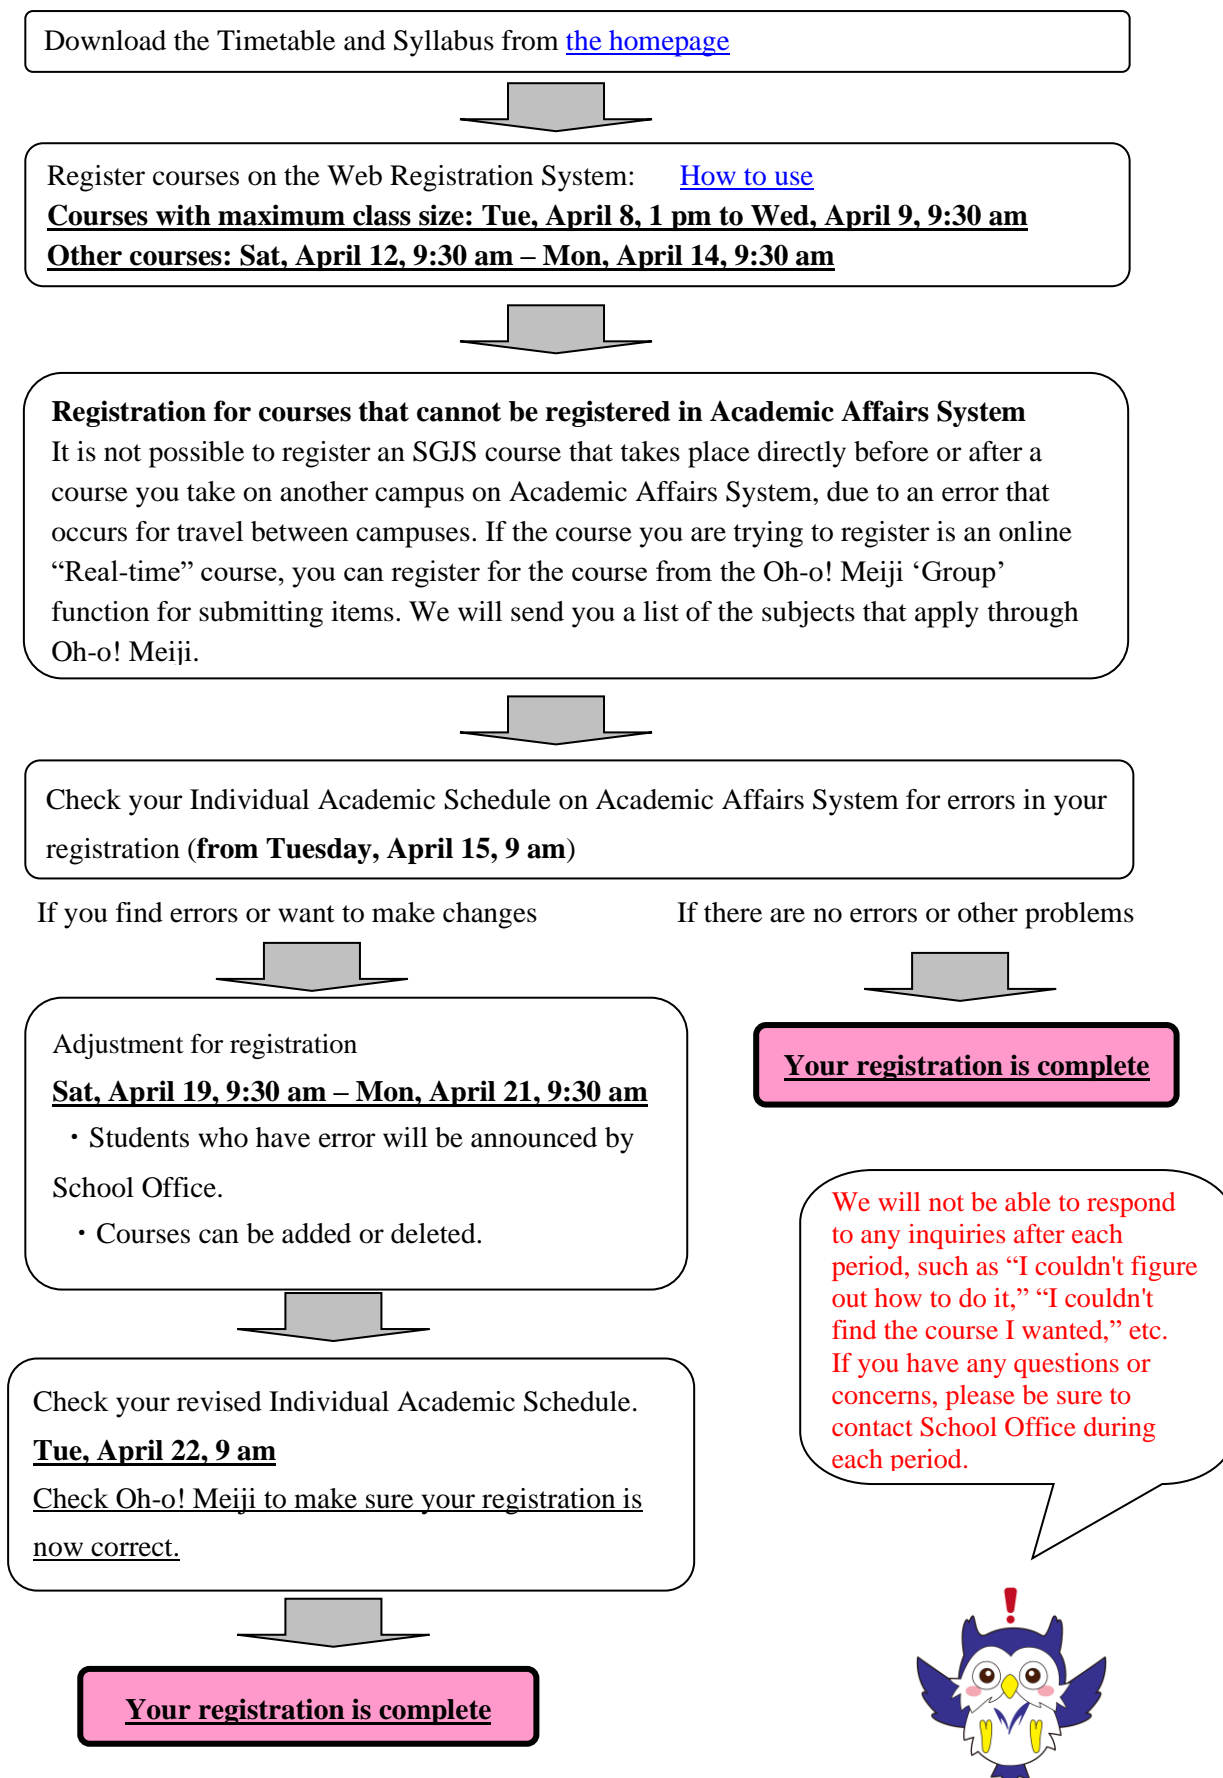 Download the Timetable and Syllabus from the homepage
Register courses on the Web Registration System: How to use
Courses with maximum class size: Tue, April 8, 1 pm to Wed, April 9, 9:30 am
Other courses: Sat, April 12, 9:30 am – Mon, April 14, 9:30 am
Registration for courses that cannot be registered in Academic Affairs System
It is not possible to register an SGJS course that takes place directly before or after a
course you take on another campus on Academic Affairs System, due to an error that
occurs for travel between campuses. If the course you are trying to register is an online
“Real-time” course, you can register for the course from the Oh-o! Meiji ‘Group’
function for submitting items. We will send you a list of the subjects that apply through
Oh-o! Meiji.
Check your Individual Academic Schedule on Academic Affairs System for errors in your
registration (from Tuesday, April 15, 9 am)
If you find errors or want to make changes
If there are no errors or other problems
Adjustment for registration
Sat, April 19, 9:30 am – Mon, April 21, 9:30 am
・Students who have error will be announced by
School Office.
・Courses can be added or deleted.
Your registration is complete
We will not be able to respond
to any inquiries after each
period, such as “I couldn't figure
out how to do it,” “I couldn't
find the course I wanted,” etc.
If you have any questions or
concerns, please be sure to
contact School Office during
each period.
Check your revised Individual Academic Schedule.
Tue, April 22, 9 am
Check Oh-o! Meiji to make sure your registration is
now correct.
Your registration is complete